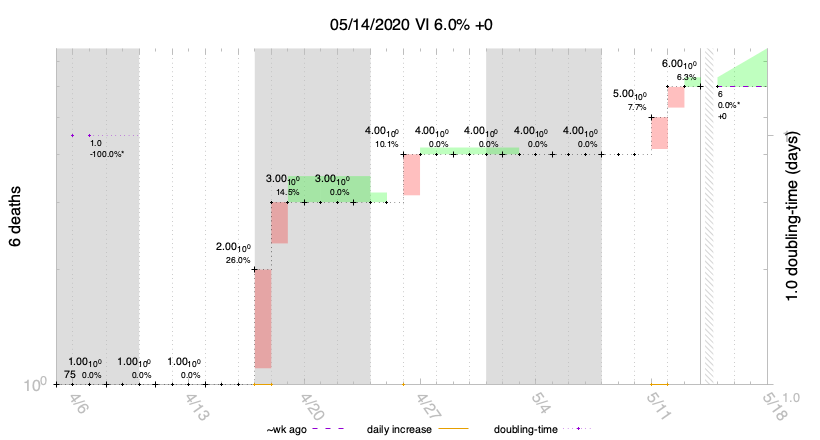 05/14/2020 VI 6.0% +0
6.00₁₀⁰
6.3%
5.00₁₀⁰
7.7%
6
0.0%*
+0
1.0
-100.0%*
4.00₁₀⁰ 4.00₁₀⁰ 4.00₁₀⁰ 4.00₁₀⁰ 4.00₁₀⁰
10.1% 0.0% 0.0% 0.0% 0.0%
3.00₁₀⁰ 3.00₁₀⁰
14.5% 0.0%
2.00₁₀⁰
26.0%
1.00₁₀⁰ 1.00₁₀⁰ 1.00₁₀⁰
75 0.0% 0.0% 0.0%
6 deaths
1.0 doubling-time (days)
10⁰
1.0
4/6 4/13 4/20 4/27 5/4 5/11 5/18
~wk ago daily increase doubling-time